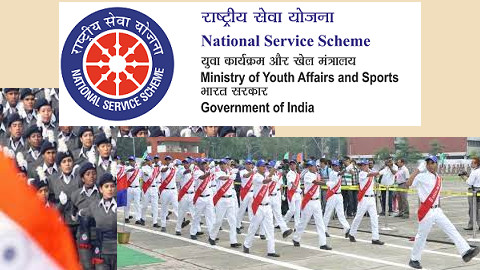 राष्ट्रीय सेवा योजना
NATIONAL SERVICE SCHEME
राष्ट्रीय सेवा योजना
National Service Scheme
युवा कार्यक्रम और खेल मंत्रालय
Ministry of Youth Affairs and Sports
भारत सरकार
Government of India